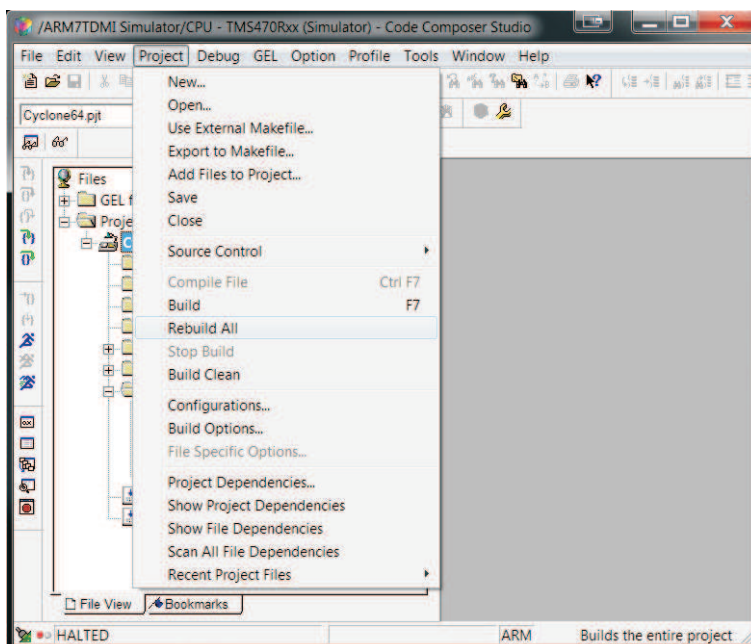 /ARM7TDMI Simulator/CPU - TMS470Rxx (Simulator) - Code Composer Studio
File Edit View Project Debug GEL Option Profile Tools Window Help
Cyclone64.pjt
Files
GEL f
Proje
C
New...
Open...
Use External Makefile...
Export to Makefile...
Add Files to Project...
Save
Close
Source Control
Compile File Ctrl F7
Build F7
Rebuild All
Stop Build
Build Clean
Configurations...
Build Options...
File Specific Options...
Project Dependencies...
Show Project Dependencies
Show File Dependencies
Scan All File Dependencies
Recent Project Files
File View Bookmarks
HALTED ARM Builds the entire project